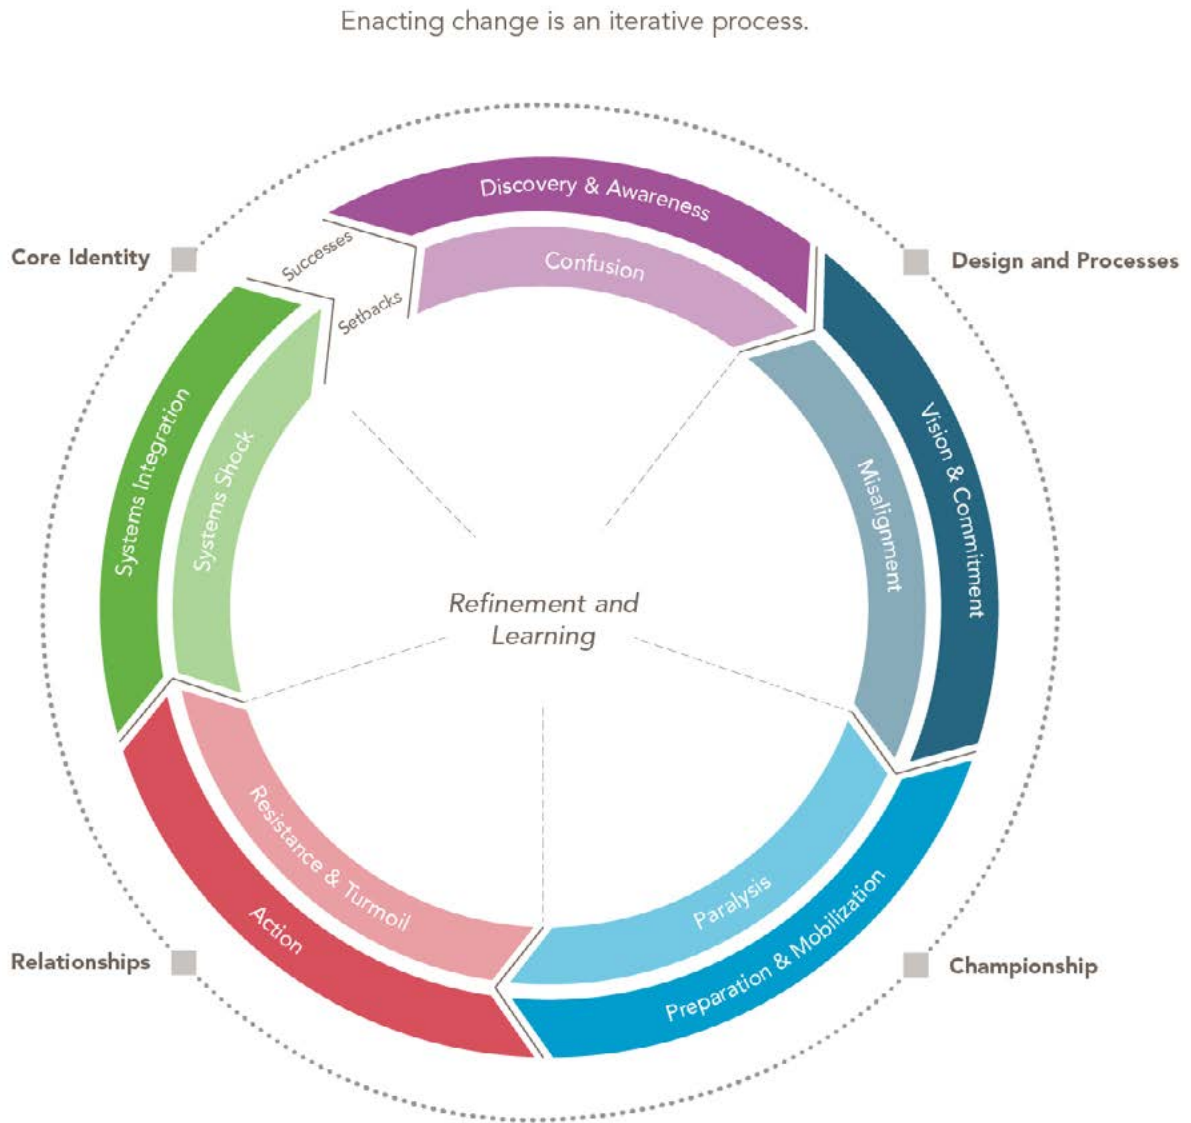 Enacting change is an iterative process.
Discovery & Awareness
Confusion
Successes
Setbacks
Core Identity
Design and Processes
Vision & Commitment
Misalignment
Systems Integration
Systems Shock
Refinement and
Learning
Resistance & Turmoil
Action
Paralysis
Preparation & Mobilization
Relationships
Championship